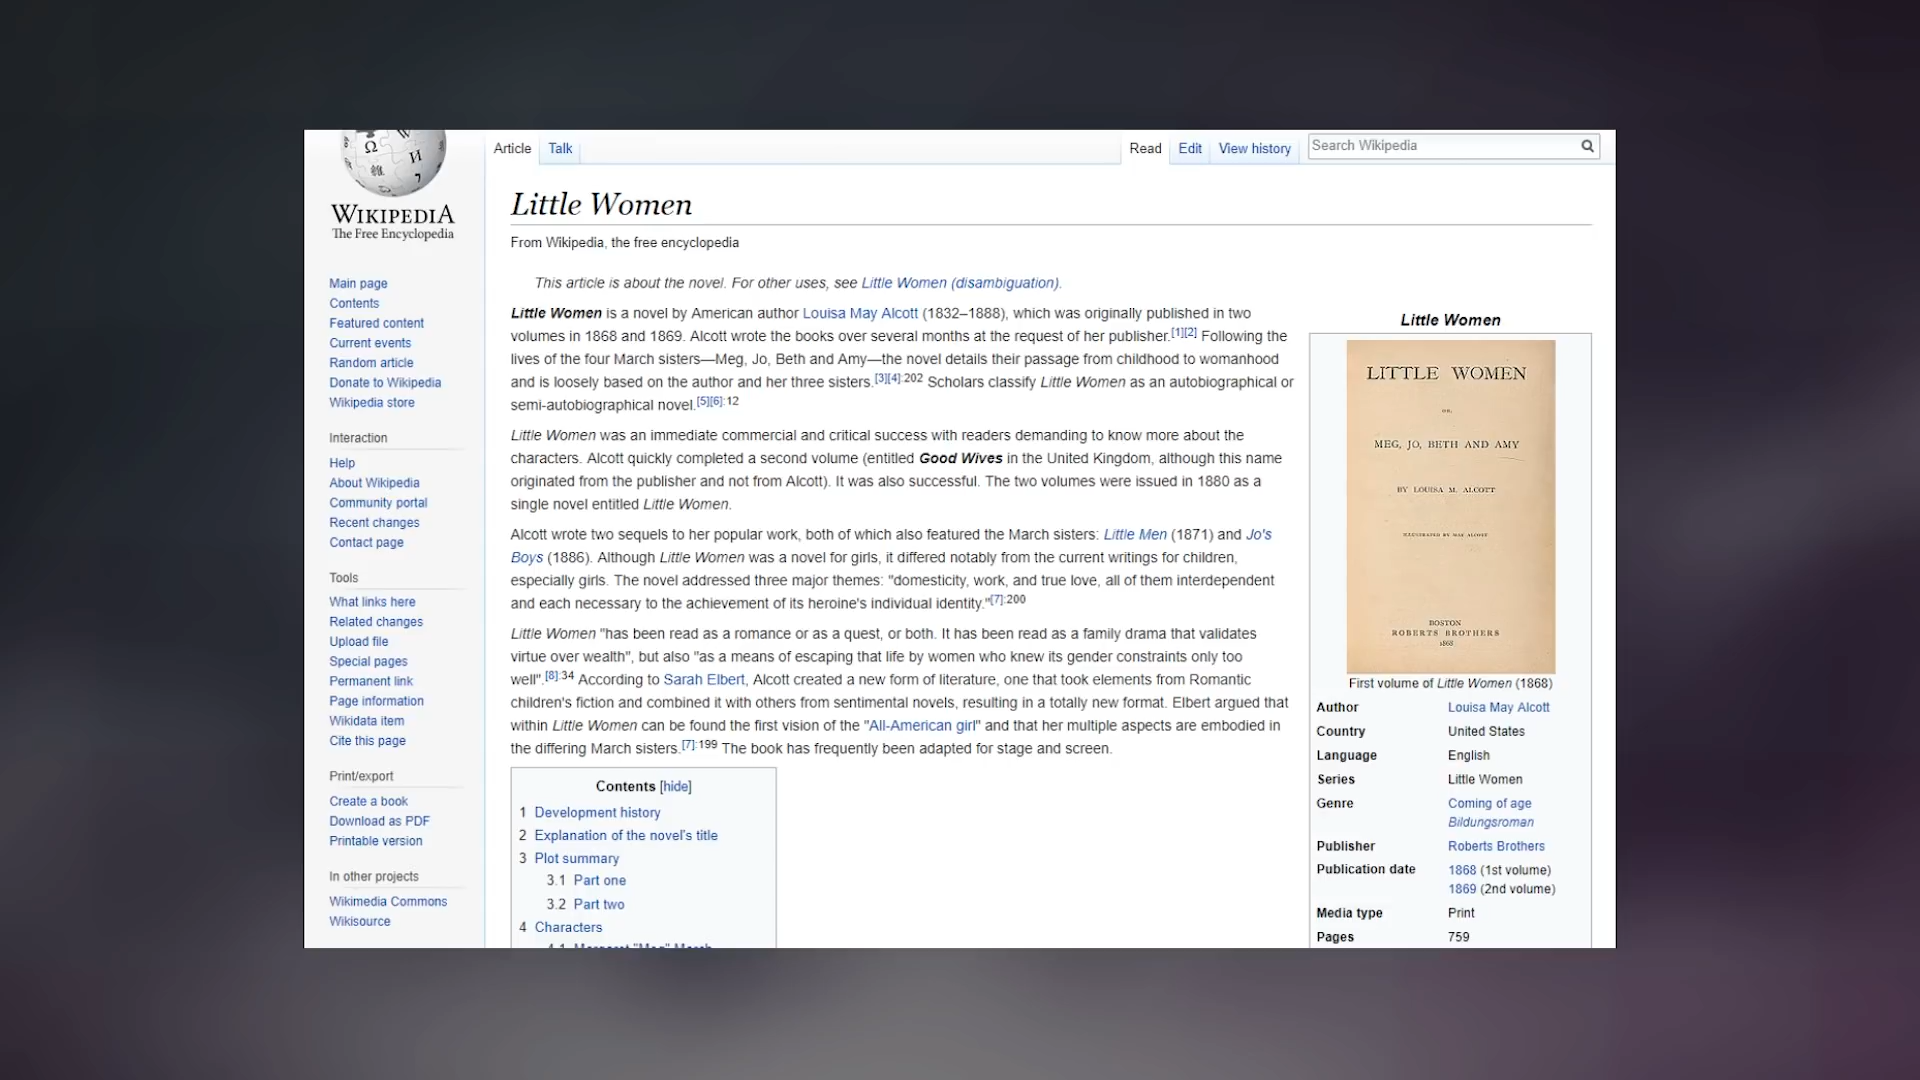 WIKIPEDIA
The Free Encyclopedia
Main page
Contents
Featured content
Current events
Random article
Donate to Wikipedia
Wikipedia store
Interaction
Help
About Wikipedia
Community portal
Recent changes
Contact page
Tools
What links here
Related changes
Upload file
Special pages
Permanent link
Page information
Wikidata item
Cite this page
Print/export
Create a book
Download as PDF
Printable version
In other projects
Wikimedia Commons
Wikisource
Article Talk Read Edit View history Search Wikipedia
Little Women
From Wikipedia, the free encyclopedia
This article is about the novel. For other uses, see Little Women (disambiguation).
Little Women is a novel by American author Louisa May Alcott (1832–1888), which was originally published in two
volumes in 1868 and 1869. Alcott wrote the books over several months at the request of her publisher.[1][2] Following the
lives of the four March sisters—Meg, Jo, Beth and Amy—the novel details their passage from childhood to womanhood
and is loosely based on the author and her three sisters.[3][4]:202 Scholars classify Little Women as an autobiographical or
semi-autobiographical novel.[5][6]:12
Little Women was an immediate commercial and critical success with readers demanding to know more about the
characters. Alcott quickly completed a second volume (entitled Good Wives in the United Kingdom, although this name
originated from the publisher and not from Alcott). It was also successful. The two volumes were issued in 1880 as a
single novel entitled Little Women.
Alcott wrote two sequels to her popular work, both of which also featured the March sisters: Little Men (1871) and Jo's
Boys (1886). Although Little Women was a novel for girls, it differed notably from the current writings for children,
especially girls. The novel addressed three major themes: "domesticity, work, and true love, all of them interdependent
and each necessary to the achievement of its heroine's individual identity."[7]:200
Little Women "has been read as a romance or as a quest, or both. It has been read as a family drama that validates
virtue over wealth", but also "as a means of escaping that life by women who knew its gender constraints only too
well".[8]:34 According to Sarah Elbert, Alcott created a new form of literature, one that took elements from Romantic
children's fiction and combined it with others from sentimental novels, resulting in a totally new format. Elbert argued that
within Little Women can be found the first vision of the "All-American girl" and that her multiple aspects are embodied in
the differing March sisters.[7]:199 The book has frequently been adapted for stage and screen.
Contents [hide]
1 Development history
2 Explanation of the novel's title
3 Plot summary
3.1 Part one
3.2 Part two
4 Characters
4.1 Margaret "Meg" March
Little Women
LITTLE WOMEN
OR,
MEG, JO, BETH AND AMY
BY LOUISA M. ALCOTT
ILLUSTRATED BY MAY ALCOTT
BOSTON
ROBERTS BROTHERS
1868
First volume of Little Women (1868)
Author Louisa May Alcott
Country United States
Language English
Series Little Women
Genre Coming of age
Bildungsroman
Publisher Roberts Brothers
Publication date 1868 (1st volume)
1869 (2nd volume)
Media type Print
Pages 759